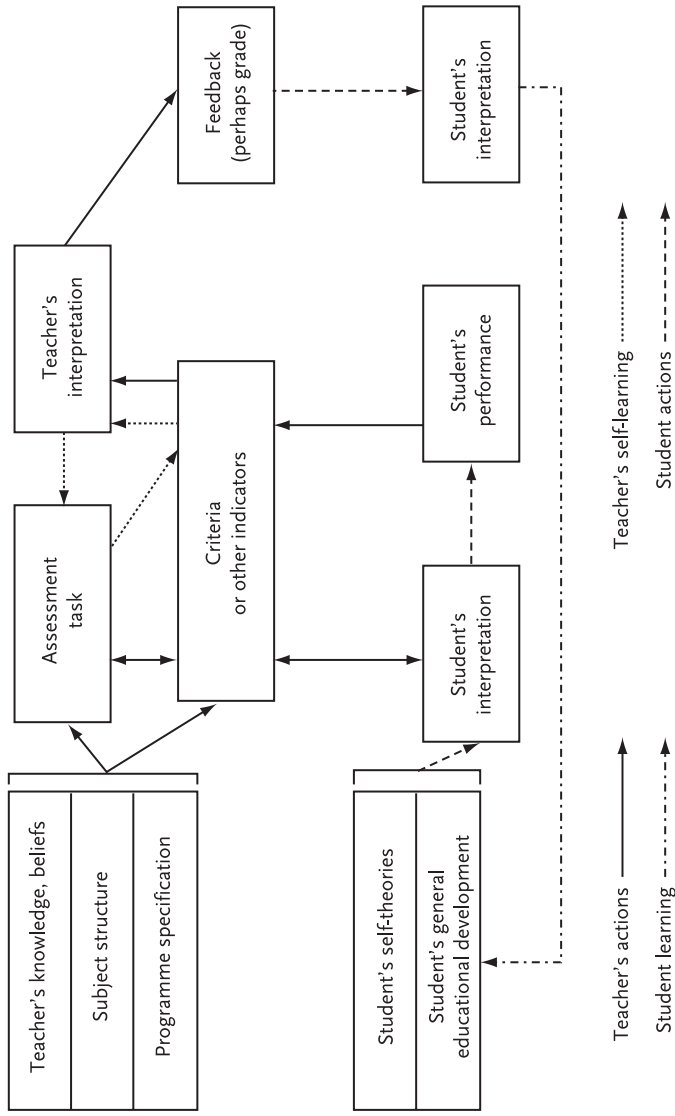 Teacher's knowledge, beliefs
Subject structure
Programme specification
Assessment
task
Teacher's
interpretation
Criteria
or other indicators
Feedback
(perhaps grade)
Student's self-theories
Student's general
educational development
Student's
interpretation
Student's
performance
Student's
interpretation
Teacher's actions
Teacher's self-learning
Student learning
Student actions